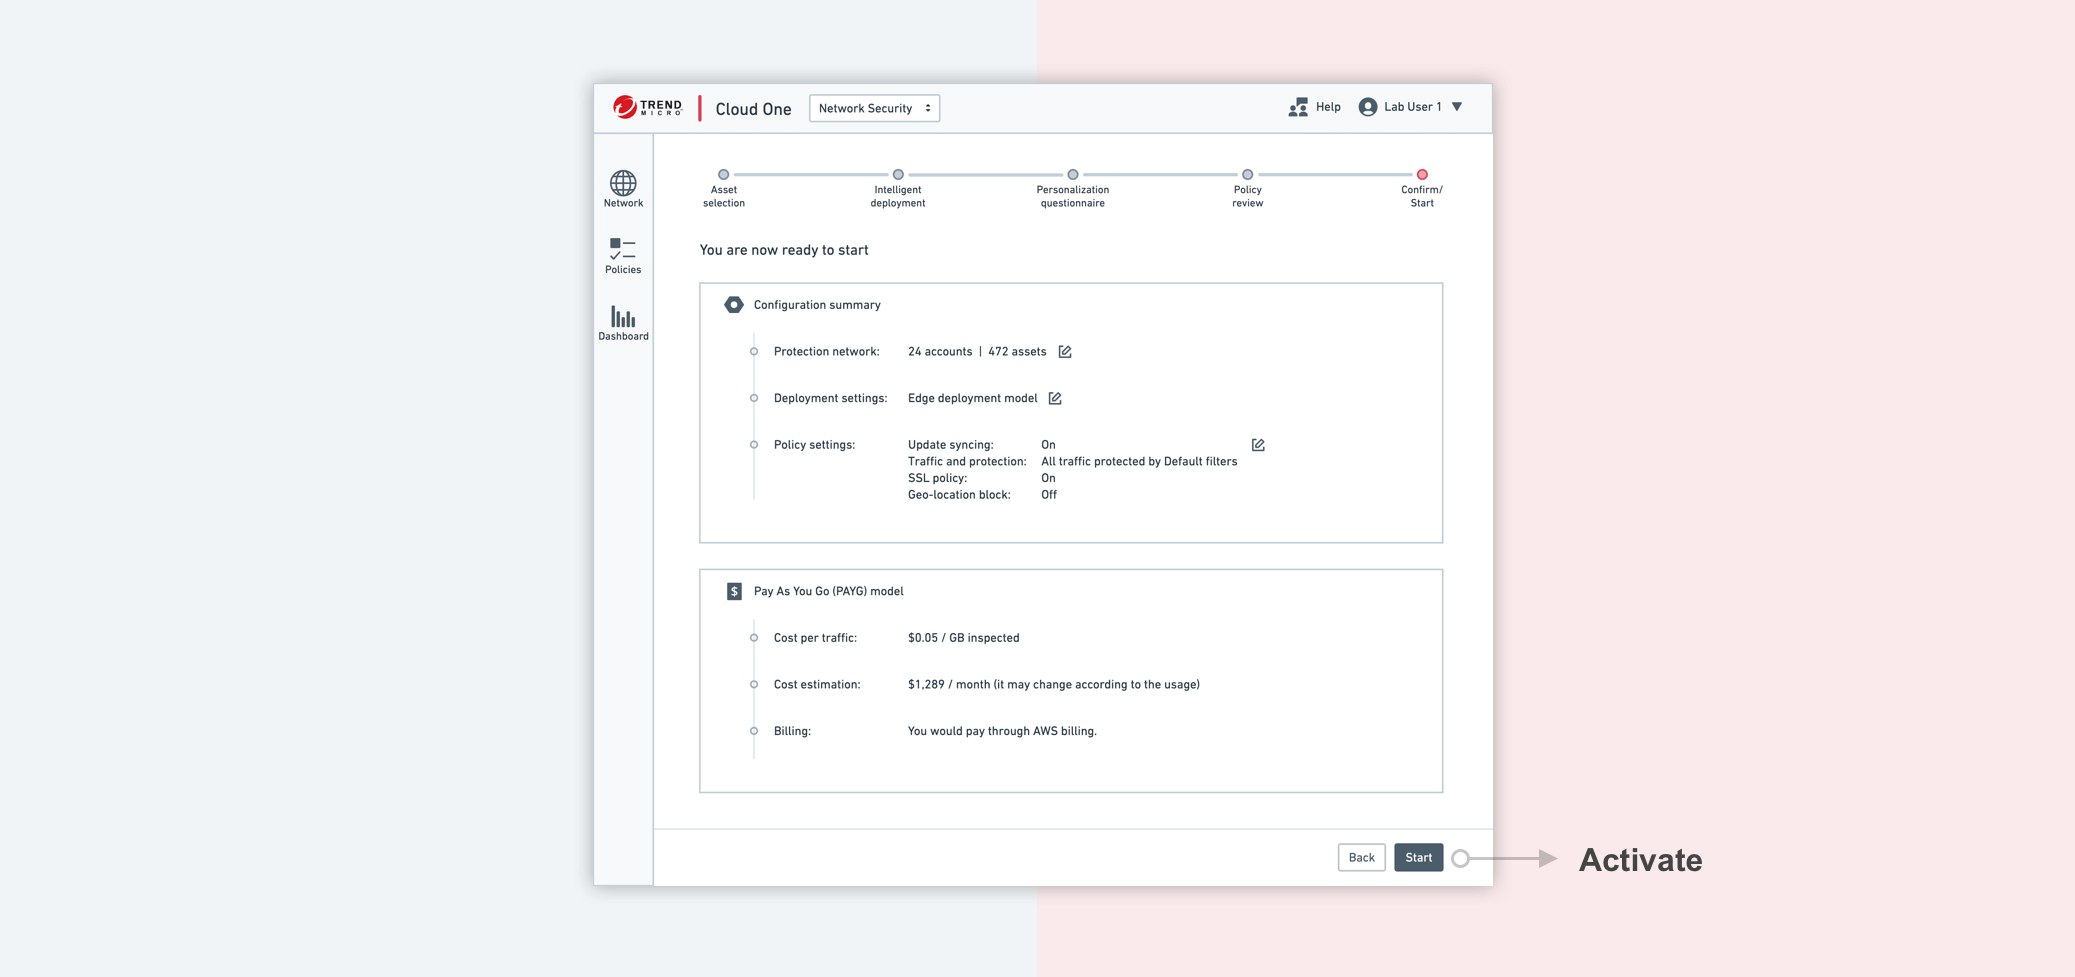 TREND
MICRO
Cloud One
Network Security
Help
Lab User 1
Network
Policies
Dashboard
Asset
selection
Intelligent
deployment
Personalization
questionnaire
Policy
review
Confirm/
Start
You are now ready to start
Configuration summary
Protection network: 24 accounts | 472 assets
Deployment settings: Edge deployment model
Policy settings: Update syncing: On
Traffic and protection: All traffic protected by Default filters
SSL policy: On
Geo-location block: Off
$ Pay As You Go (PAYG) model
Cost per traffic: $0.05 / GB inspected
Cost estimation: $1,289 / month (it may change according to the usage)
Billing: You would pay through AWS billing.
Back
Start
Activate